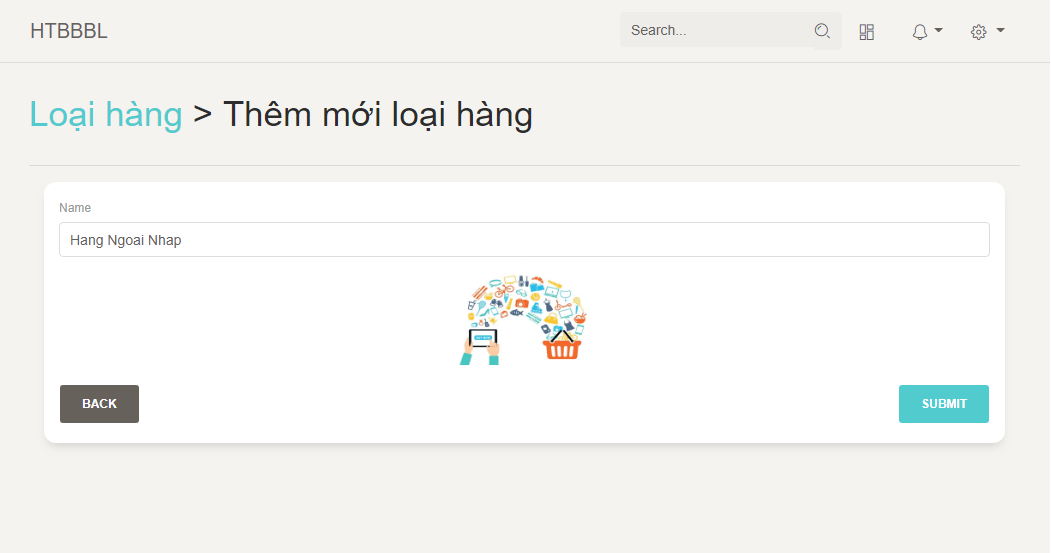 HTBBBL
Search...
Loại hàng > Thêm mới loại hàng
Name
Hang Ngoai Nhap
BACK
SUBMIT